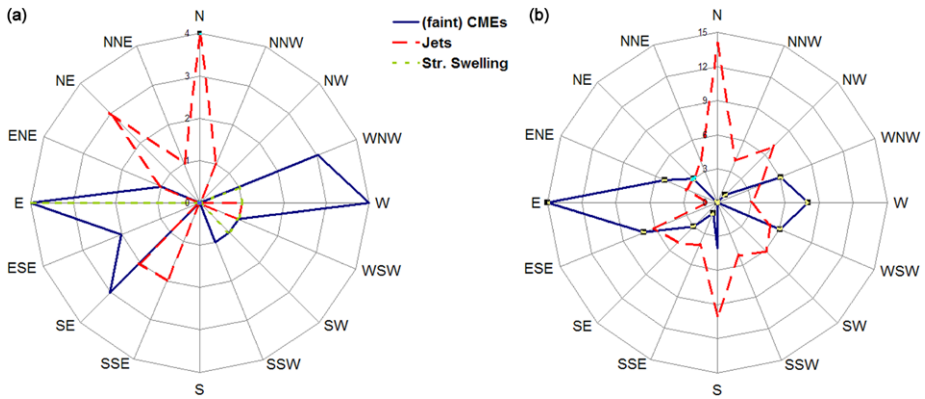 (a)
N
NNE
NNW
NE
NW
ENE
WNW
E
W
ESE
WSW
SE
SW
SSE
SSW
S
4
3
2
1
0
(faint) CMEs
Jets
Str. Swelling
(b)
N
NNE
NNW
NE
NW
ENE
WNW
E
W
ESE
WSW
SE
SW
SSE
SSW
S
15
12
9
6
3